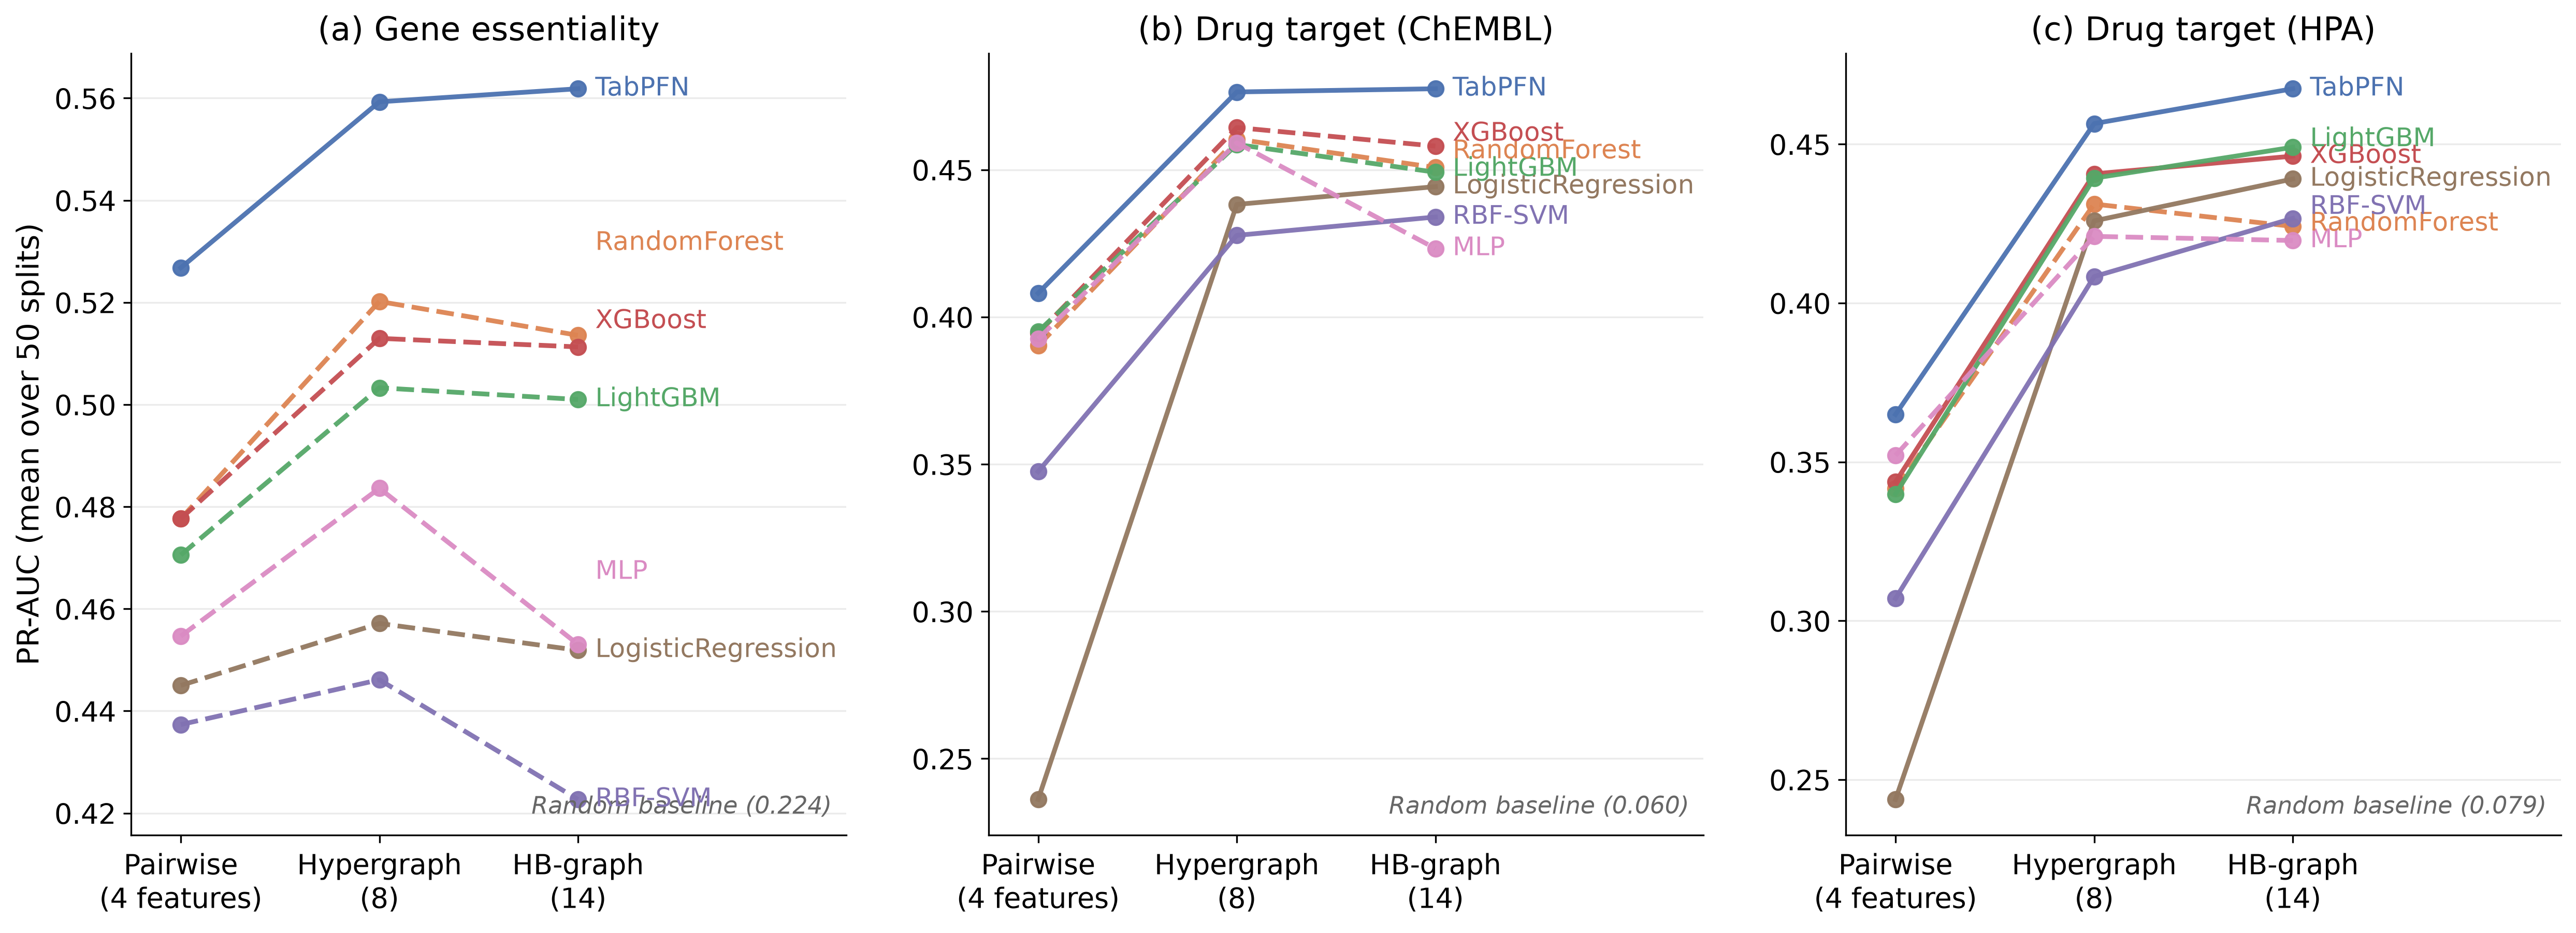 (a) Gene essentiality
PR-AUC (mean over 50 splits)
0.56
0.54
0.52
0.50
0.48
0.46
0.44
0.42
TabPFN
RandomForest
XGBoost
LightGBM
MLP
LogisticRegression
RBF-SVM
Random baseline (0.224)
Pairwise
(4 features)
Hypergraph
(8)
HB-graph
(14)
(b) Drug target (ChEMBL)
0.45
0.40
0.35
0.30
0.25
TabPFN
XGBoost
RandomForest
LightGBM
LogisticRegression
RBF-SVM
MLP
Random baseline (0.060)
Pairwise
(4 features)
Hypergraph
(8)
HB-graph
(14)
(c) Drug target (HPA)
0.45
0.40
0.35
0.30
0.25
TabPFN
LightGBM
XGBoost
LogisticRegression
RBF-SVM
RandomForest
MLP
Random baseline (0.079)
Pairwise
(4 features)
Hypergraph
(8)
HB-graph
(14)